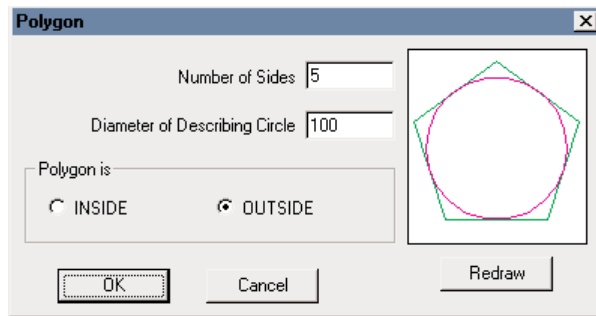 Polygon
Number of Sides 5
Diameter of Describing Circle 100
Polygon is
INSIDE OUTSIDE
OK Cancel Redraw